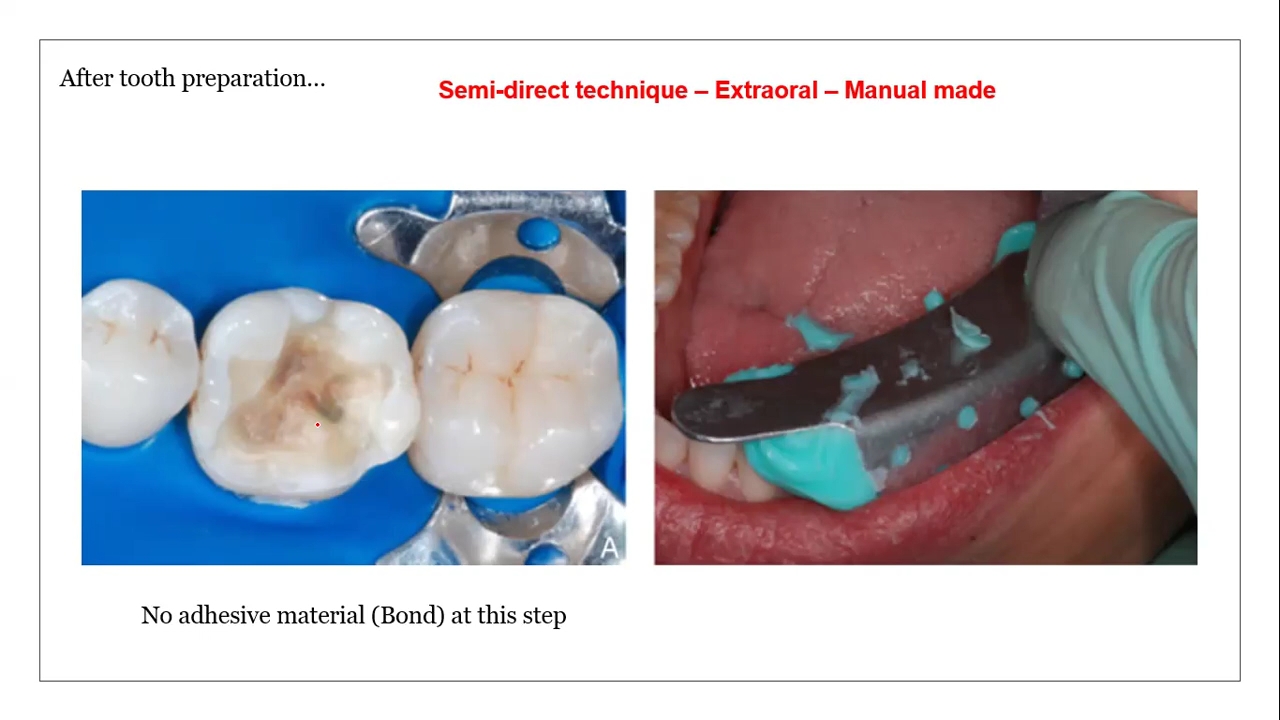 After tooth preparation...
Semi-direct technique – Extraoral – Manual made
A
No adhesive material (Bond) at this step